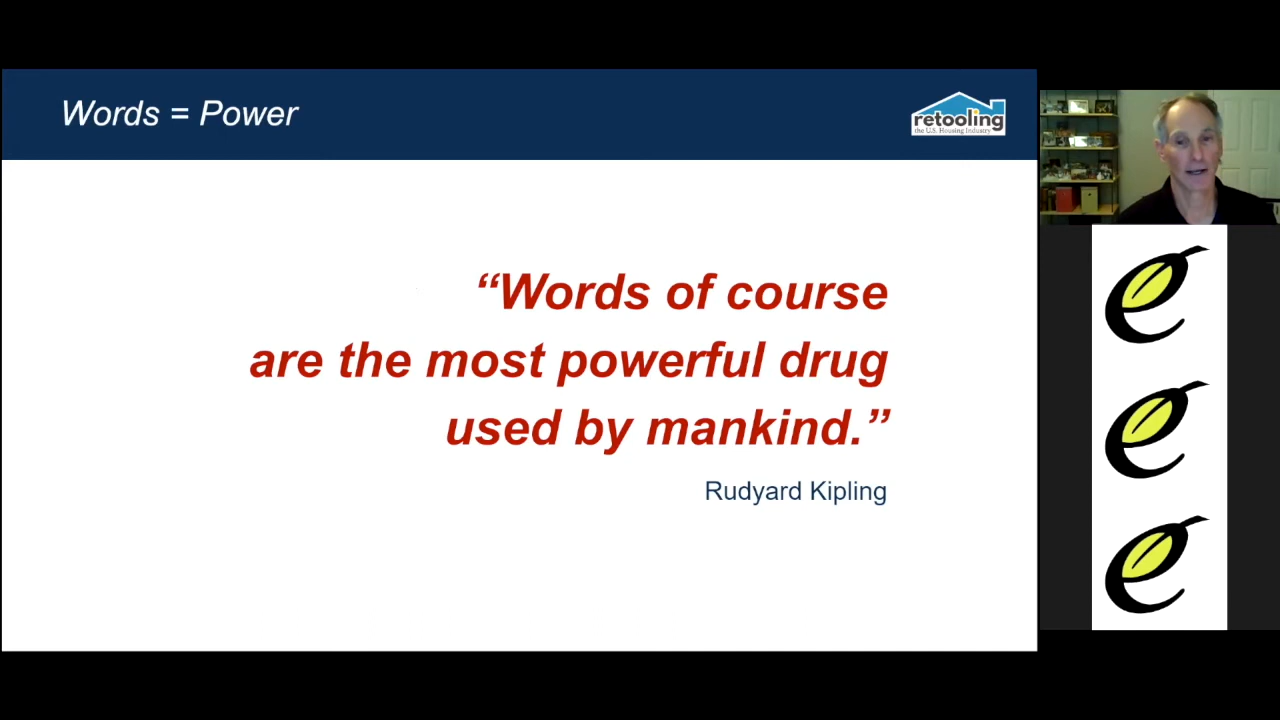 Words = Power
retooling
the U.S. Housing Industry
“Words of course
are the most powerful drug
used by mankind.”
Rudyard Kipling